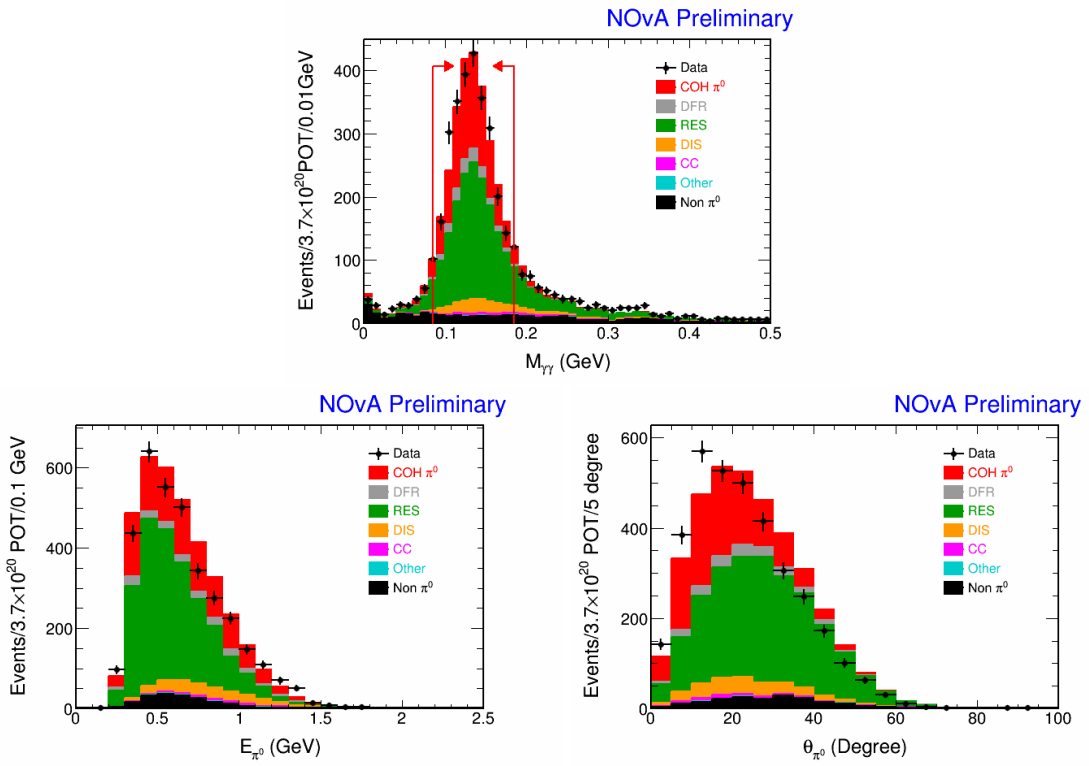 NOvA Preliminary
Events/3.7×10²⁰POT/0.01GeV
400
300
200
100
0
0
0.1
0.2
0.3
0.4
0.5
M_γγ (GeV)
Data
COH π⁰
DFR
RES
DIS
CC
Other
Non π⁰
NOvA Preliminary
Events/3.7×10²⁰ POT/0.1 GeV
600
400
200
0
0
0.5
1
1.5
2
2.5
E_π⁰ (GeV)
Data
COH π⁰
DFR
RES
DIS
CC
Other
Non π⁰
NOvA Preliminary
Events/3.7×10²⁰ POT/5 degree
600
400
200
0
0
20
40
60
80
100
θ_π⁰ (Degree)
Data
COH π⁰
DFR
RES
DIS
CC
Other
Non π⁰